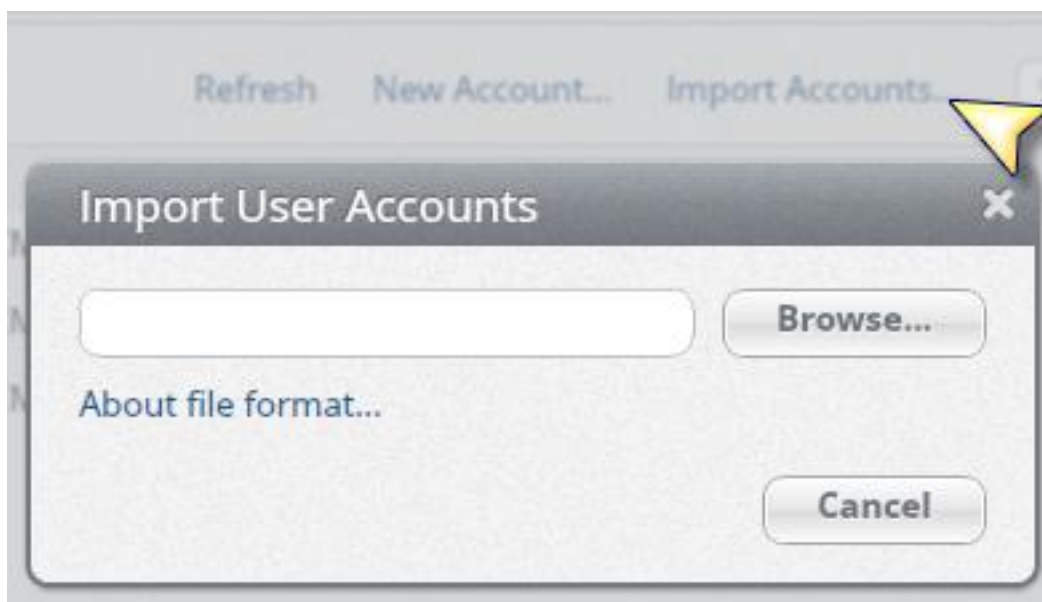 Refresh New Account... Import Accounts...
Import User Accounts
Browse...
About file format...
Cancel